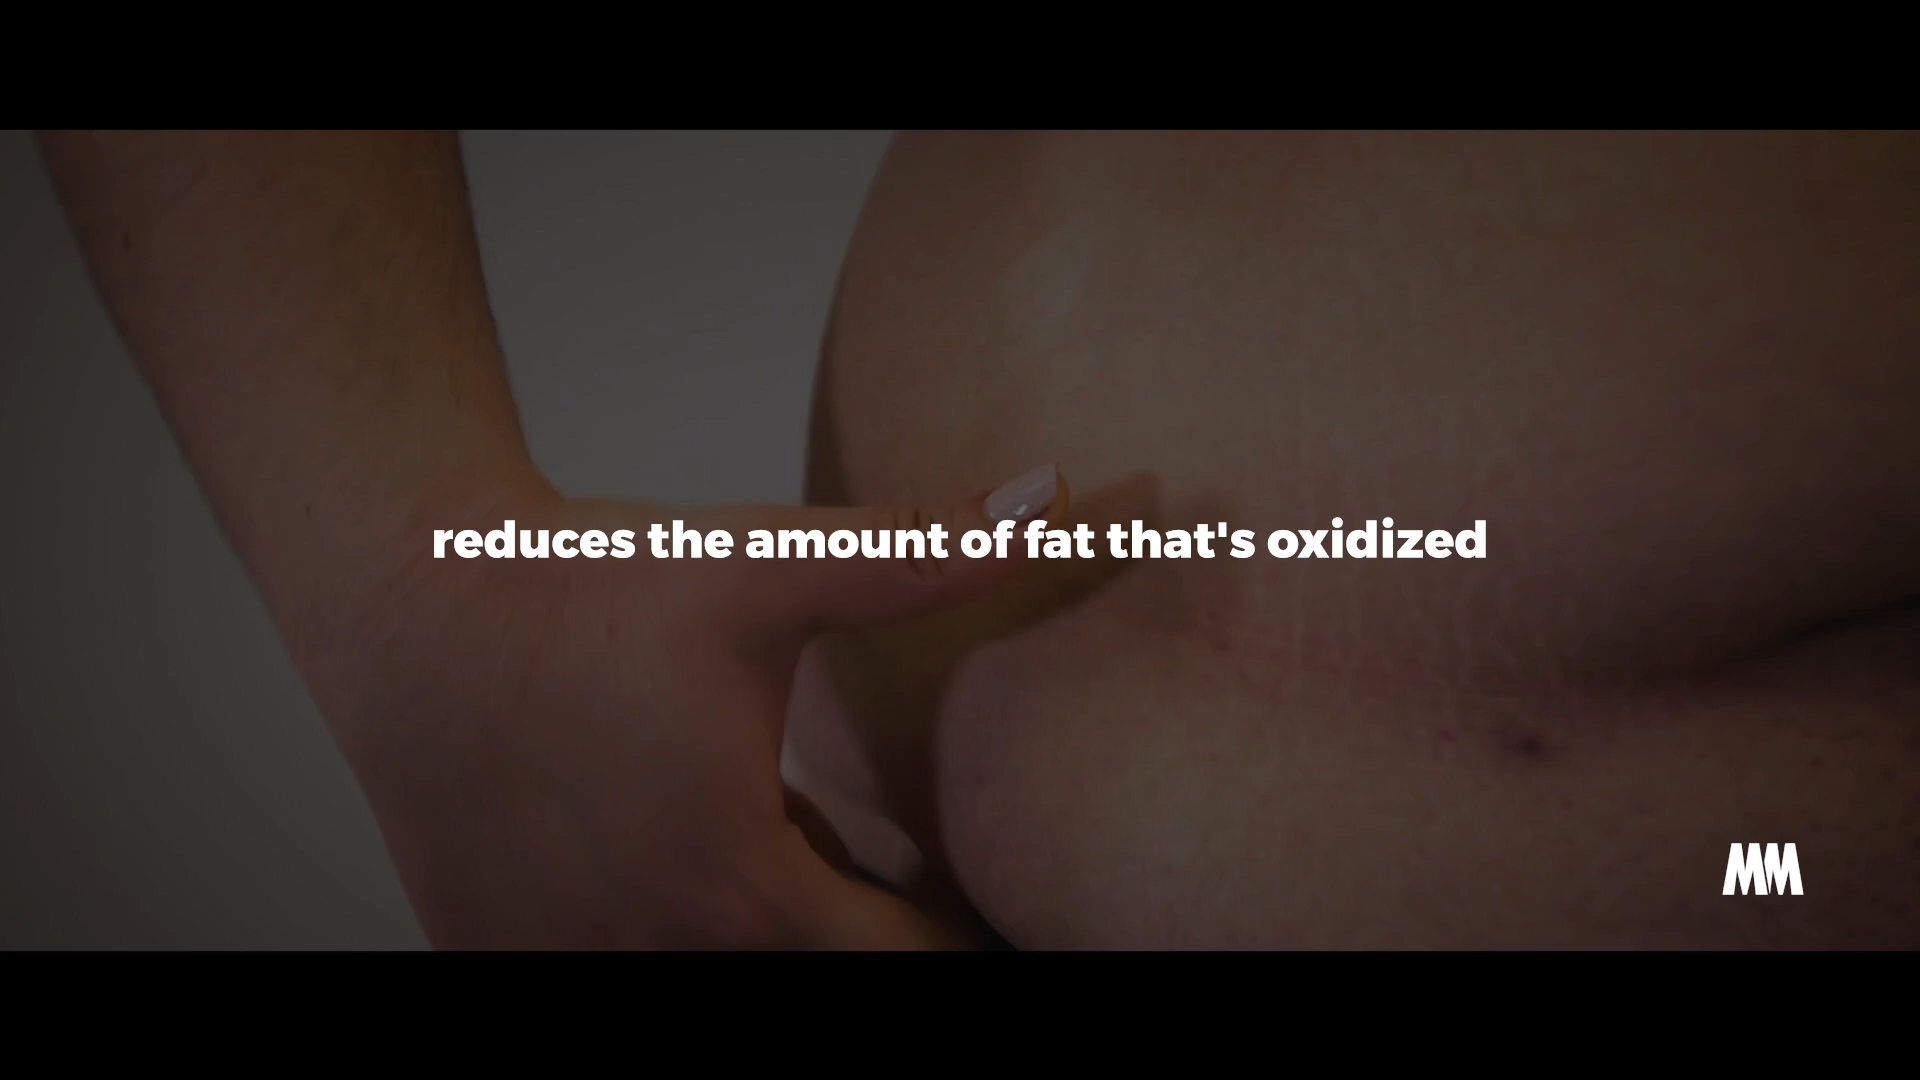 reduces the amount of fat that's oxidized
MM